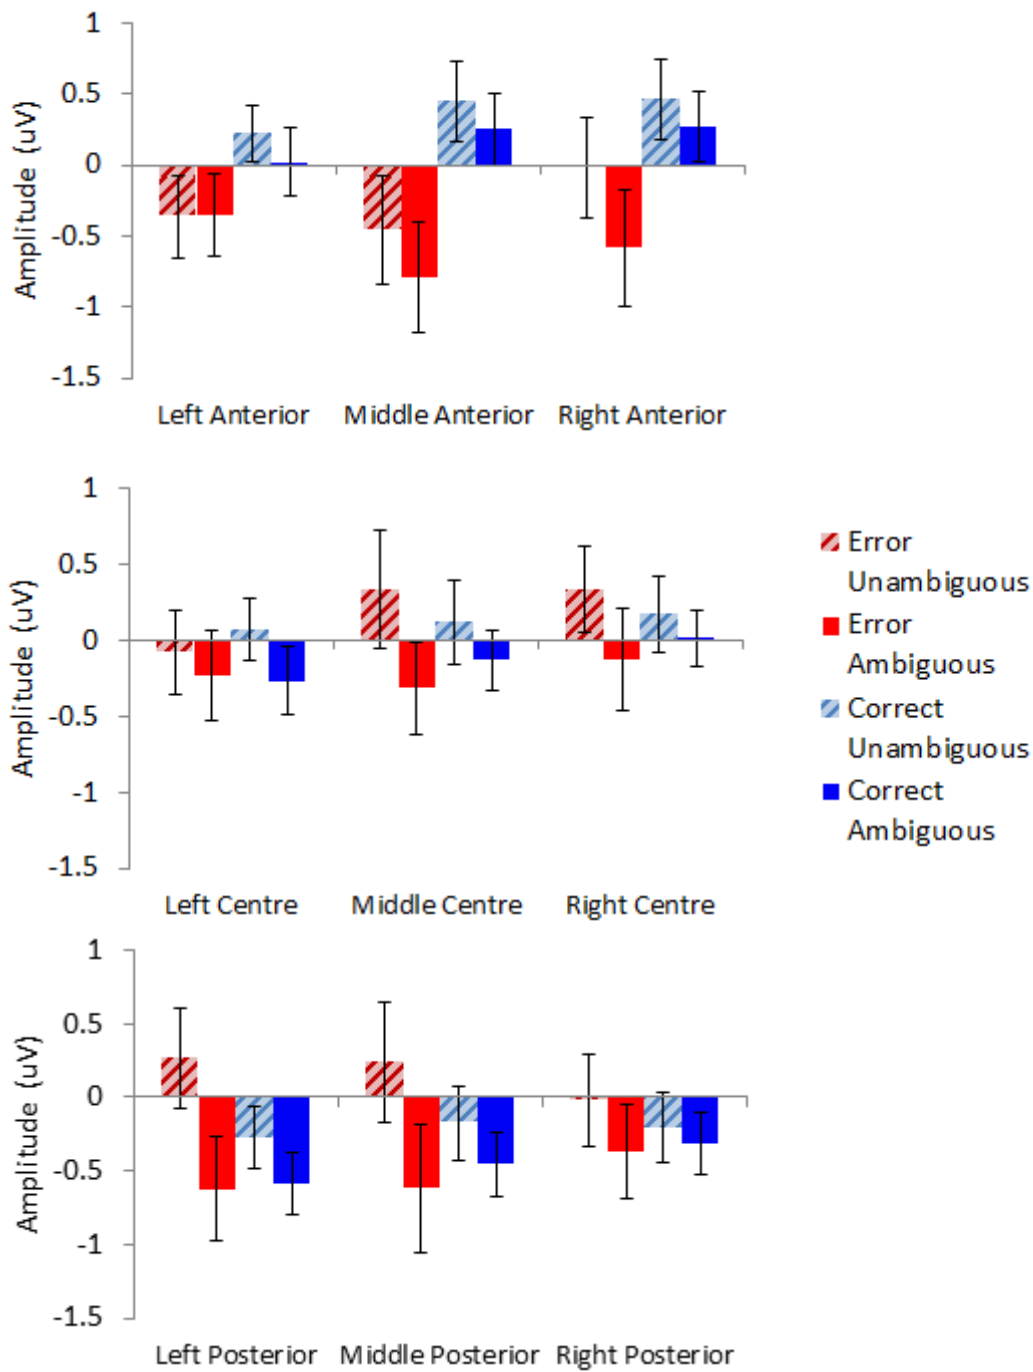 1
0.5
0
-0.5
-1
-1.5
Amplitude (uV)
Left Anterior Middle Anterior Right Anterior
1
0.5
0
-0.5
-1
-1.5
Amplitude (uV)
Left Centre Middle Centre Right Centre
Error
Unambiguous
Error
Ambiguous
Correct
Unambiguous
Correct
Ambiguous
1
0.5
0
-0.5
-1
-1.5
Amplitude (uV)
Left Posterior Middle Posterior Right Posterior